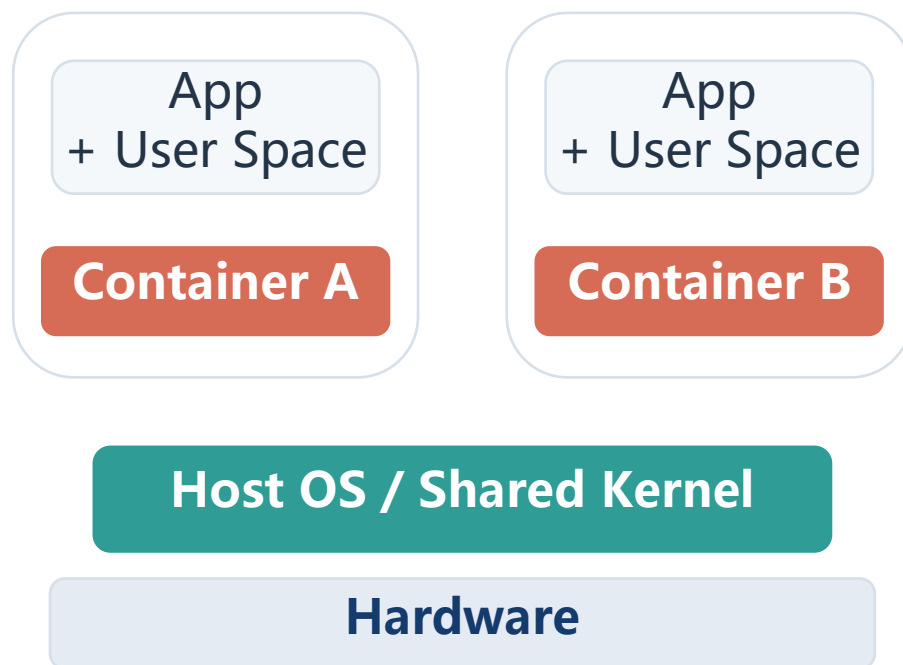 App
+ User Space
App
+ User Space
Container A
Container B
Host OS / Shared Kernel
Hardware